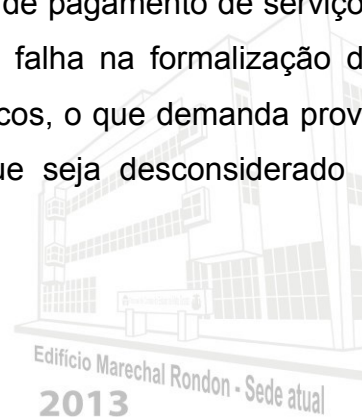 de pagamento de serviço
falha na formalização d
cos, o que demanda prov
ue seja desconsiderado
Edifício Marechal Rondon - Sede atual
2013